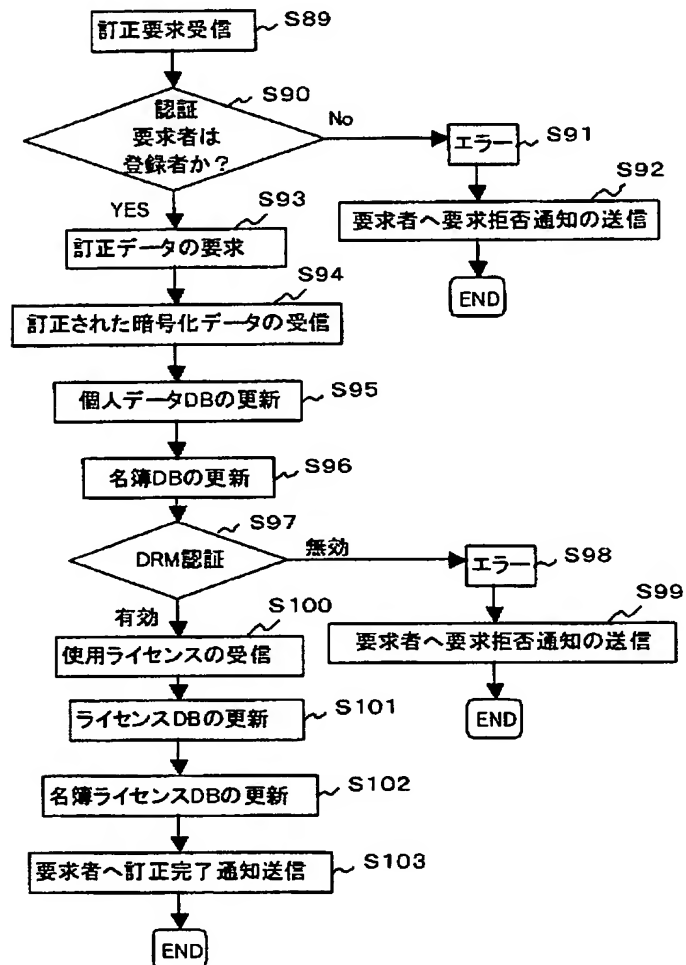 訂正要求受信
S89
認証
要求者は
登録者か？
S90
No
エラー
S91
要求者へ要求拒否通知の送信
S92
END
YES
訂正データの要求
S93
訂正された暗号化データの受信
S94
個人データDBの更新
S95
名簿DBの更新
S96
DRM認証
S97
無効
エラー
S98
要求者へ要求拒否通知の送信
S99
END
有効
使用ライセンスの受信
S100
ライセンスDBの更新
S101
名簿ライセンスDBの更新
S102
要求者へ訂正完了通知送信
S103
END